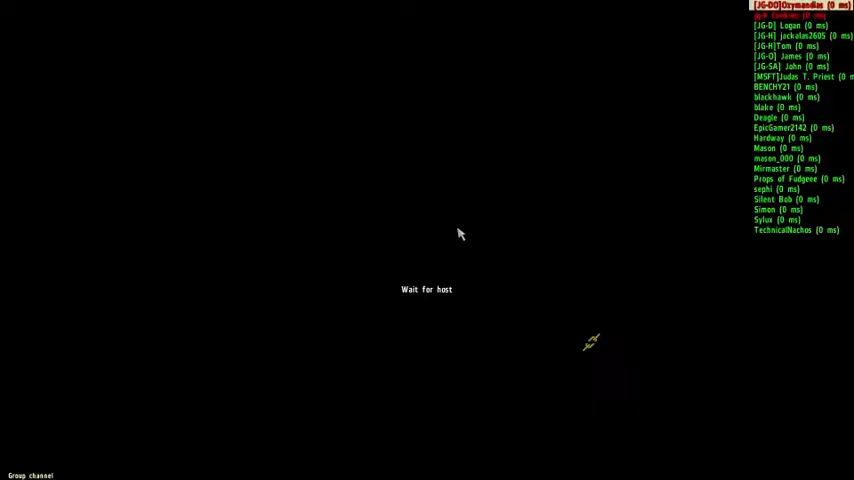 [JG-DO]Ozymandias (0 ms)
[JG-D] Logan (0 ms)
[JG-H] jackalas2605 (0 ms)
[JG-H]Tom (0 ms)
[JG-O] James (0 ms)
[JG-SA] John (0 ms)
[MSFT]Judas T. Priest (0 m
BENCHY21 (0 ms)
blackhawk (0 ms)
blake (0 ms)
Deagle (0 ms)
EpicGamer2142 (0 ms)
Hardway (0 ms)
Mason (0 ms)
mason_000 (0 ms)
Mirmaster (0 ms)
Props of Fudgeee (0 ms)
sephi (0 ms)
Silent Bob (0 ms)
Simon (0 ms)
Sylux (0 ms)
TechnicalNachos (0 ms)
Wait for host
Group channel